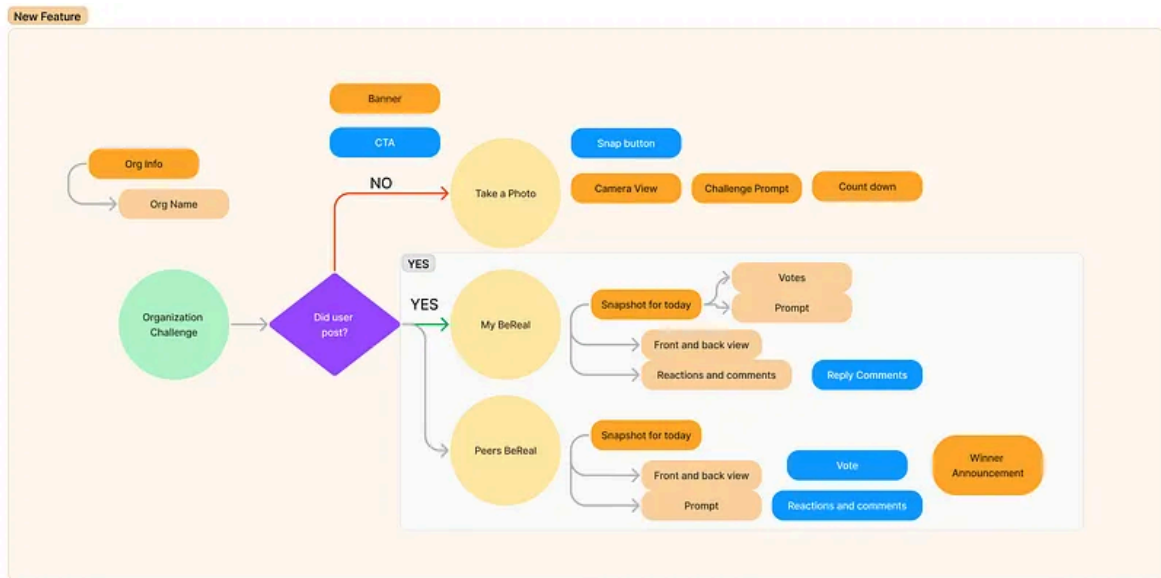 New Feature
Banner
CTA
Org Info
Org Name
NO
Take a Photo
Snap button
Camera View
Challenge Prompt
Count down
Organization
Challenge
Did user
post?
YES
YES
My BeReal
Snapshot for today
Votes
Prompt
Front and back view
Reactions and comments
Reply Comments
Peers BeReal
Snapshot for today
Front and back view
Prompt
Vote
Reactions and comments
Winner
Announcement